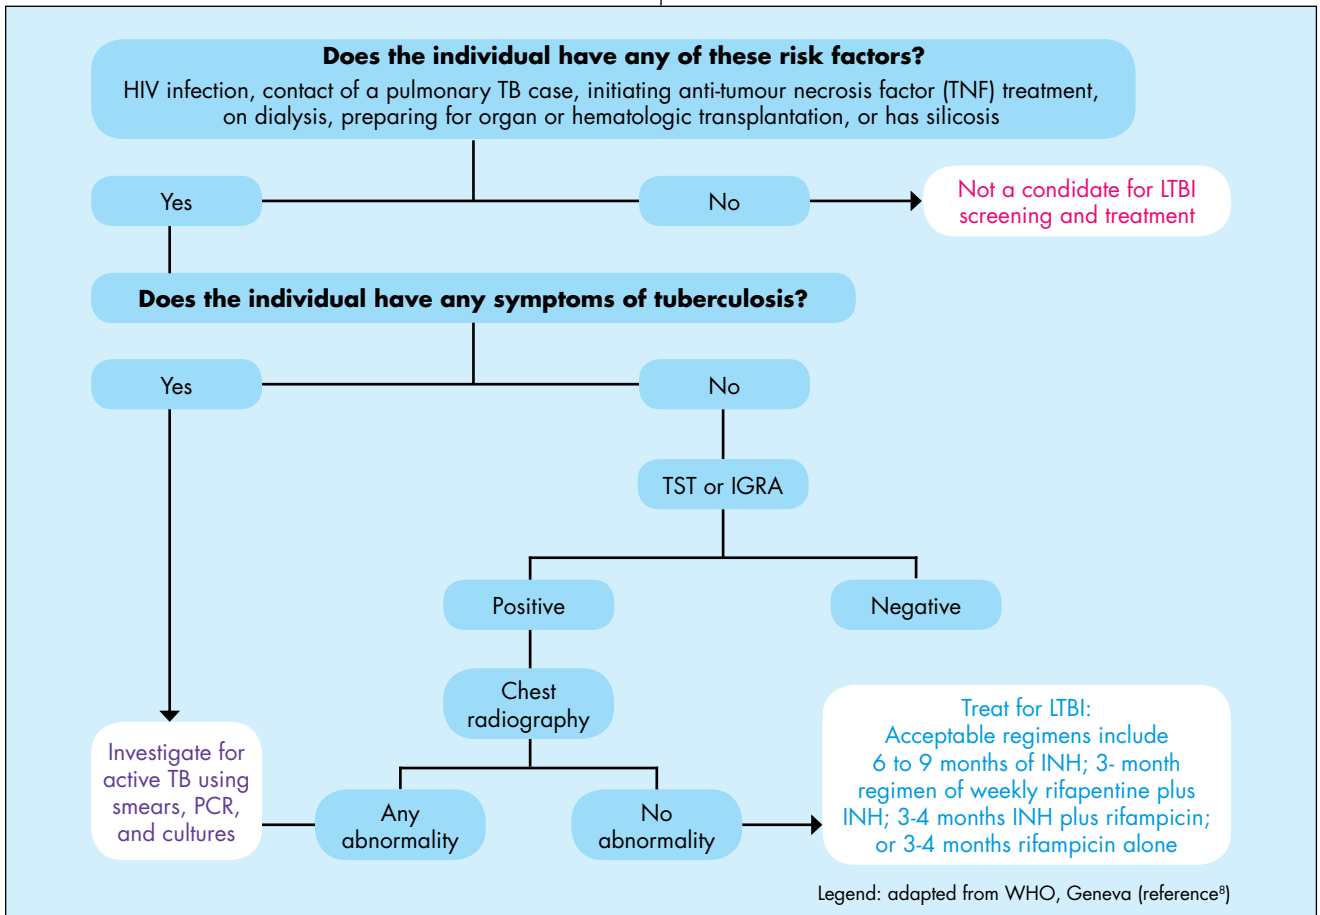 Does the individual have any of these risk factors?
HIV infection, contact of a pulmonary TB case, initiating anti-tumour necrosis factor (TNF) treatment,
on dialysis, preparing for organ or hematologic transplantation, or has silicosis
Yes
No
Not a candidate for LTBI
screening and treatment
Does the individual have any symptoms of tuberculosis?
Yes
No
TST or IGRA
Positive
Negative
Chest
radiography
Investigate for
active TB using
smears, PCR,
and cultures
Any
abnormality
No
abnormality
Treat for LTBI:
Acceptable regimens include
6 to 9 months of INH; 3- month
regimen of weekly rifapentine plus
INH; 3-4 months INH plus rifampicin;
or 3-4 months rifampicin alone
Legend: adapted from WHO, Geneva (reference⁸)